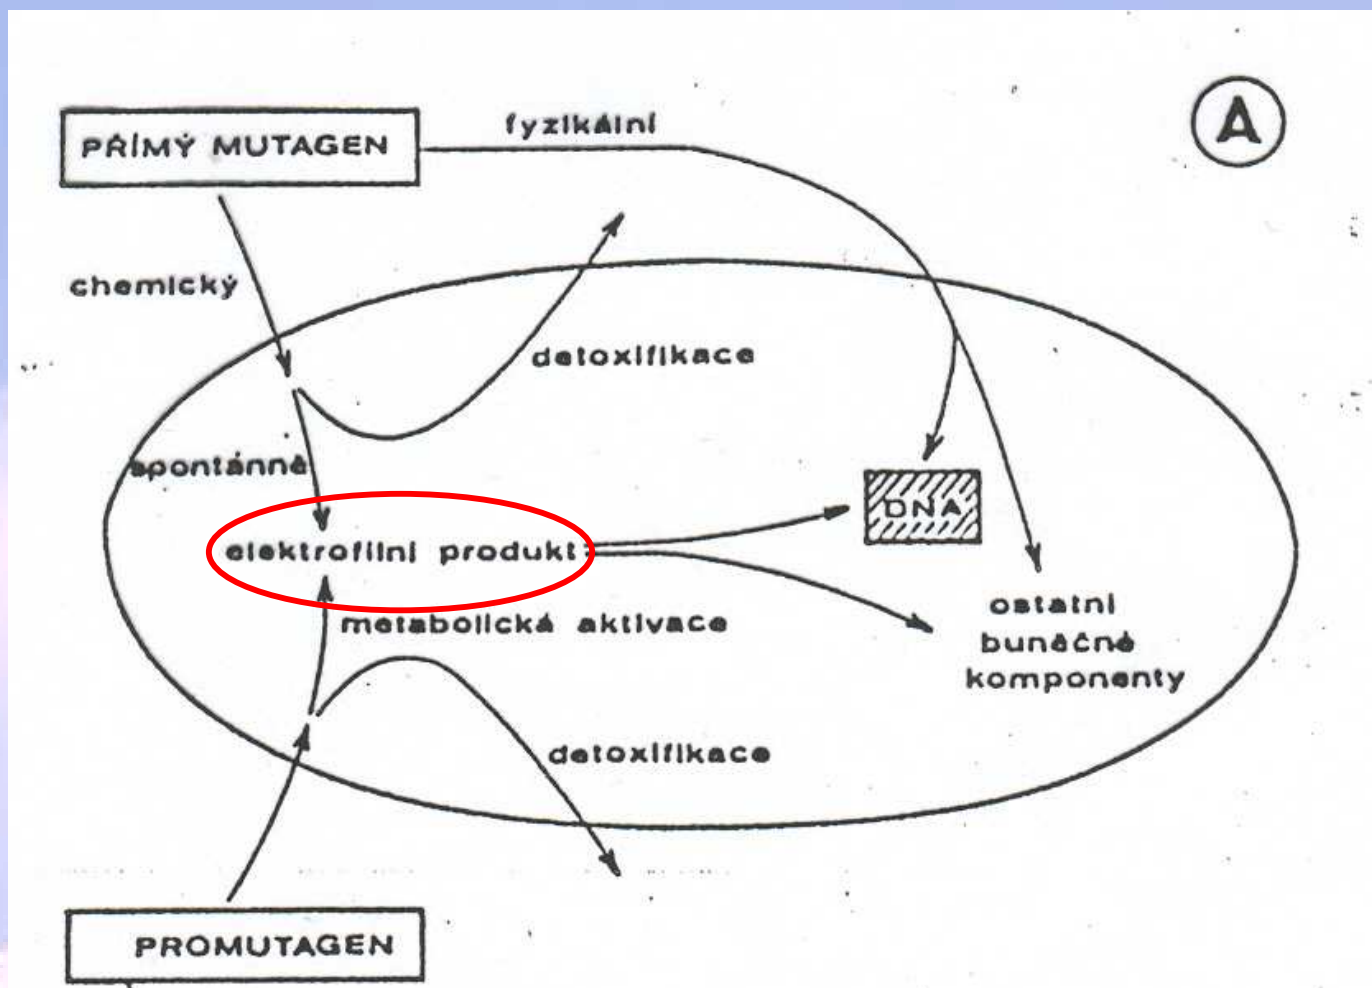 A
fyzikální
PŘÍMÝ MUTAGEN
chemický
detoxifikace
spontánně
DNA
elektrofilní produkt
ostatní
buněčné
komponenty
metabolická aktivace
detoxifikace
PROMUTAGEN